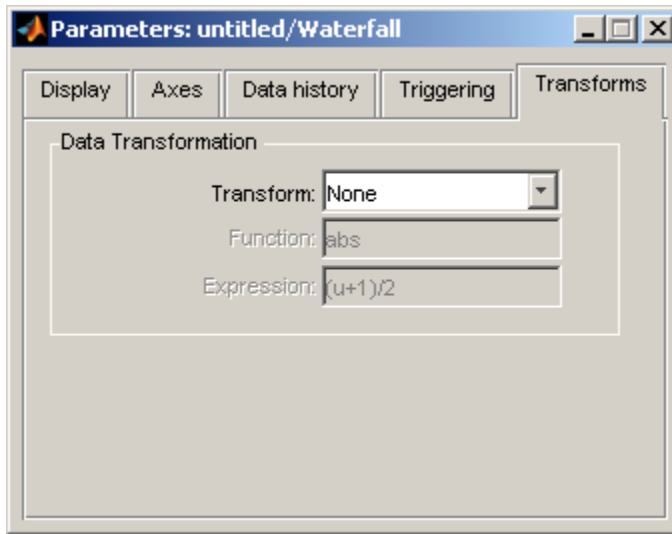 Parameters: untitled/Waterfall
Display Axes Data history Triggering Transforms
Data Transformation
Transform: None
Function: abs
Expression: (u+1)/2